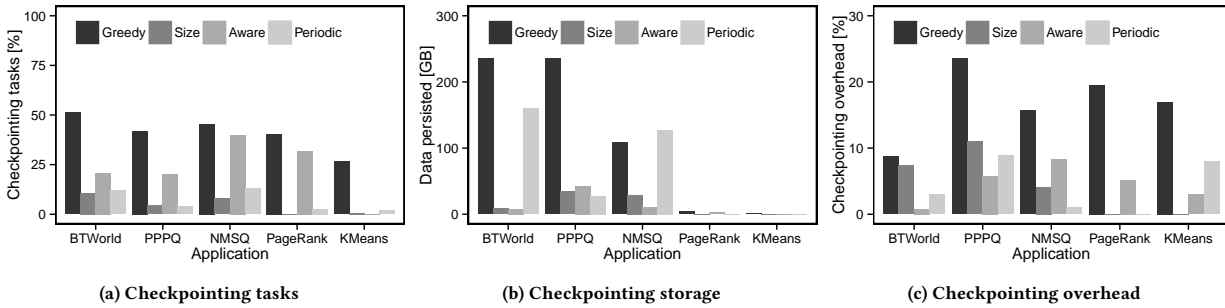 Checkpointing tasks [%]
100
75
50
25
0
Greedy Size Aware Periodic
BTWorld PPPQ NMSQ PageRank KMeans
Application
(a) Checkpointing tasks
Data persisted [GB]
300
200
100
0
Greedy Size Aware Periodic
BTWorld PPPQ NMSQ PageRank KMeans
Application
(b) Checkpointing storage
Checkpointing overhead [%]
30
20
10
0
Greedy Size Aware Periodic
BTWorld PPPQ NMSQ PageRank KMeans
Application
(c) Checkpointing overhead